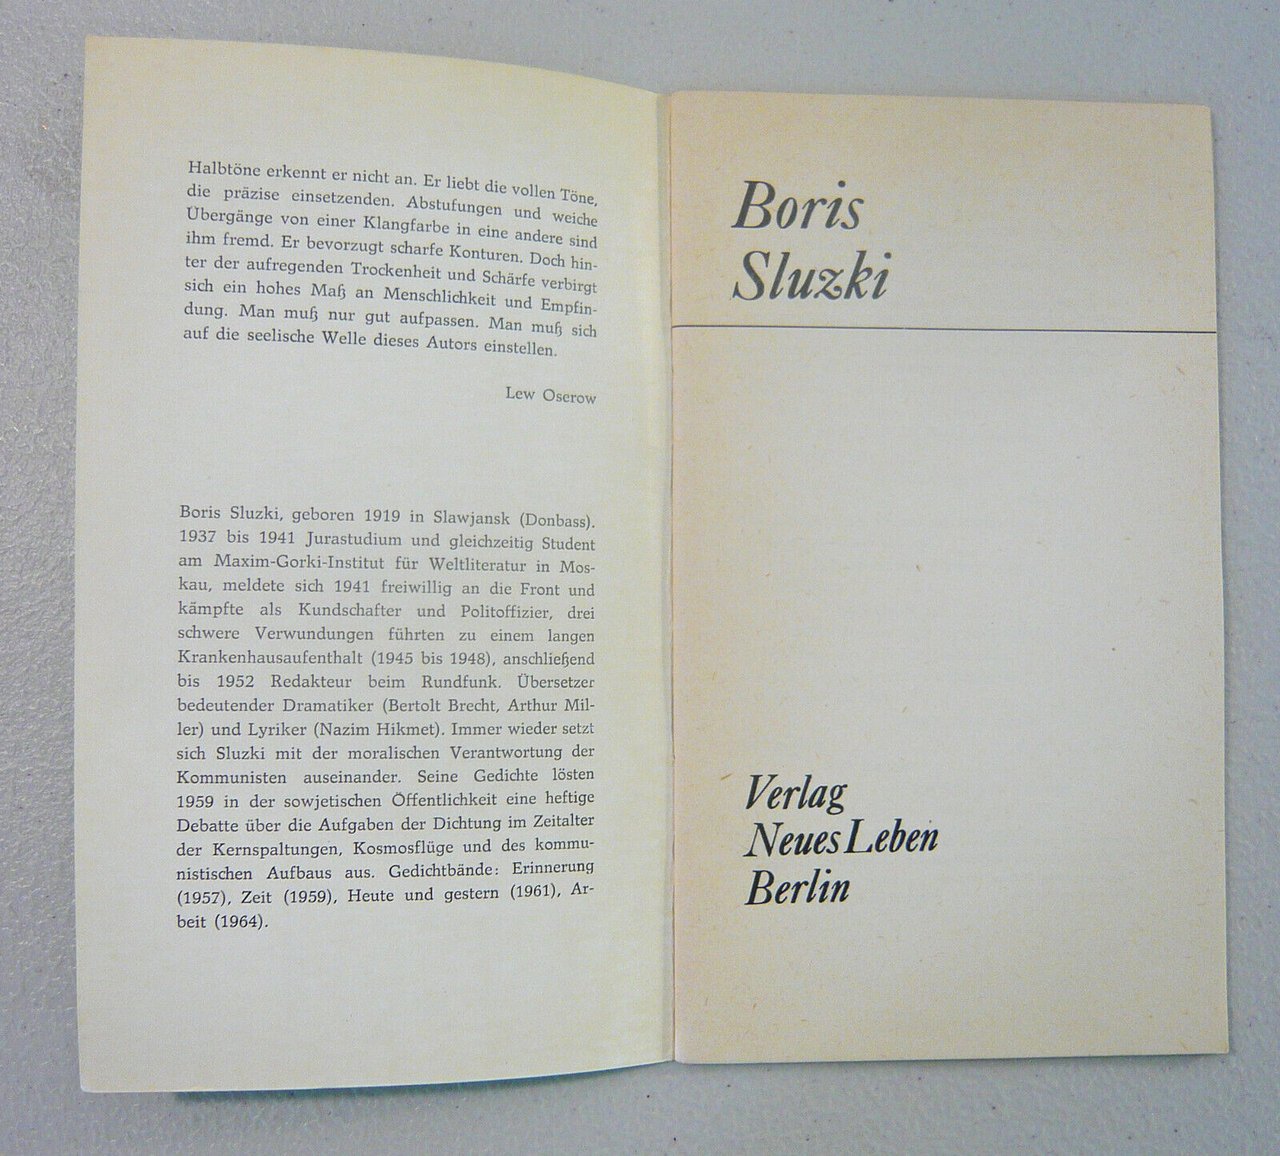 Halbtöne erkennt er nicht an. Er liebt die vollen Töne,
die präzise einsetzenden. Abstufungen und weiche
Übergänge von einer Klangfarbe in eine andere sind
ihm fremd. Er bevorzugt scharfe Konturen. Doch hin-
ter der aufregenden Trockenheit und Schärfe verbirgt
sich ein hohes Maß an Menschlichkeit und Empfin-
dung. Man muß nur gut aufpassen. Man muß sich
auf die seelische Welle dieses Autors einstellen.
Lew Oserow
Boris Sluzki, geboren 1919 in Slawjansk (Donbass).
1937 bis 1941 Jurastudium und gleichzeitig Student
am Maxim-Gorki-Institut für Weltliteratur in Mos-
kau, meldete sich 1941 freiwillig an die Front und
kämpfte als Kundschafter und Politoffizier, drei
schwere Verwundungen führten zu einem langen
Krankenhausaufenthalt (1945 bis 1948), anschließend
bis 1952 Redakteur beim Rundfunk. Übersetzer
bedeutender Dramatiker (Bertolt Brecht, Arthur Mil-
ler) und Lyriker (Nazim Hikmet). Immer wieder setzt
sich Sluzki mit der moralischen Verantwortung der
Kommunisten auseinander. Seine Gedichte lösten
1959 in der sowjetischen Öffentlichkeit eine heftige
Debatte über die Aufgaben der Dichtung im Zeitalter
der Kernspaltungen, Kosmosflüge und des kommu-
nistischen Aufbaus aus. Gedichtbände: Erinnerung
(1957), Zeit (1959), Heute und gestern (1961), Ar-
beit (1964).
Boris
Sluzki
Verlag
Neues Leben
Berlin